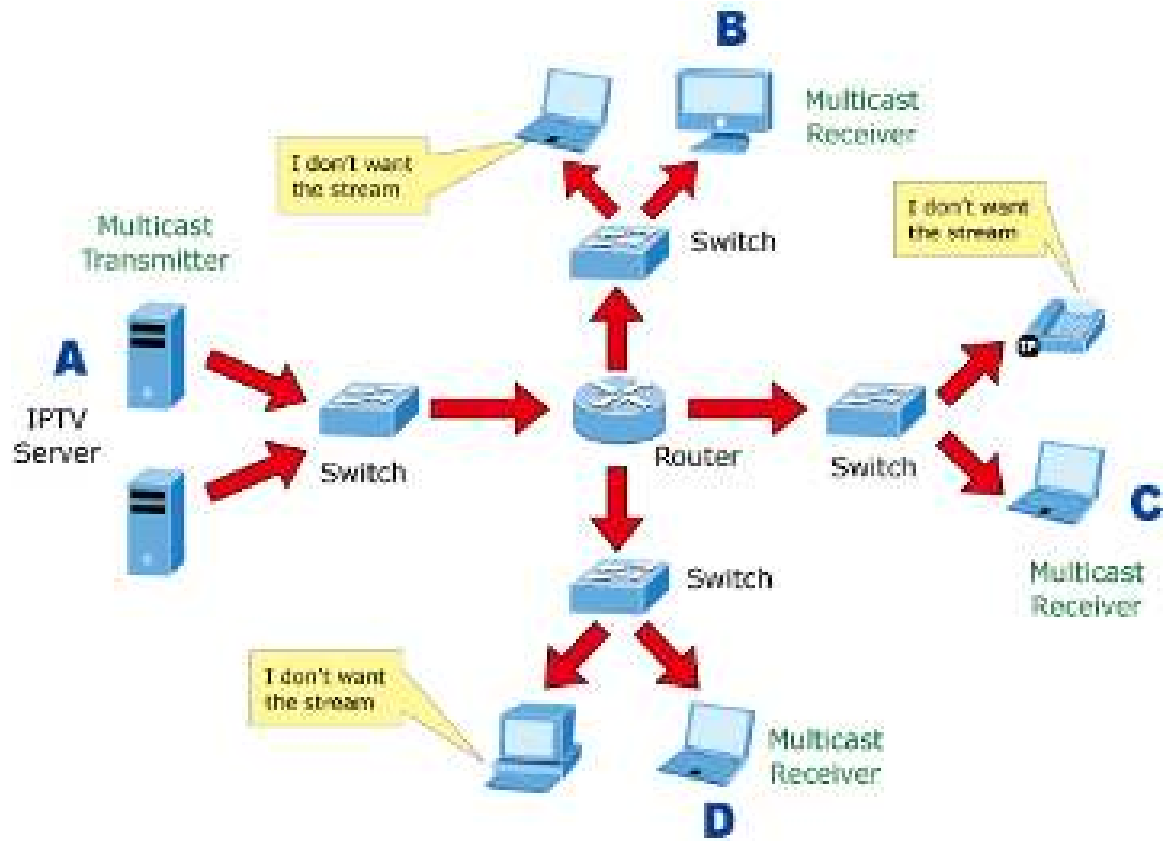 B
Multicast
Receiver
I don't want
the stream
Switch
I don't want
the stream
Multicast
Transmitter
A
IPTV
Server
Switch
Router
Switch
IP
C
Multicast
Receiver
Switch
I don't want
the stream
Multicast
Receiver
D